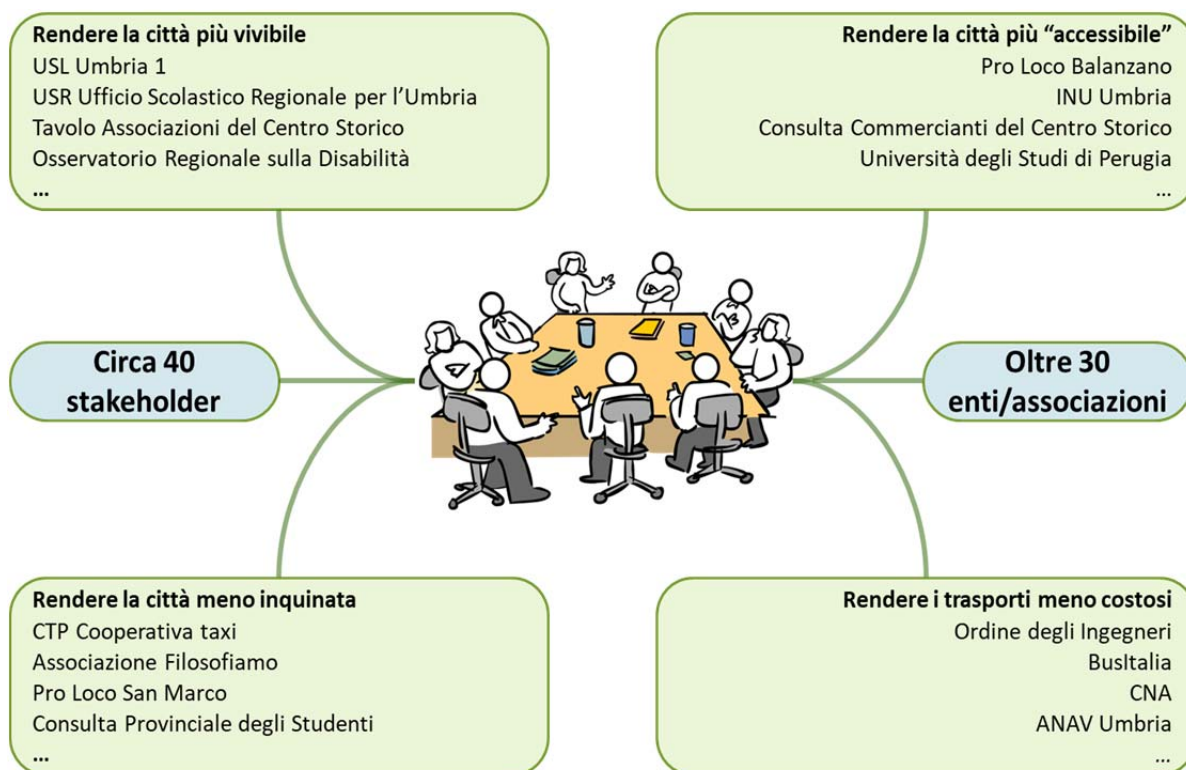 Rendere la città più vivibile
USL Umbria 1
USR Ufficio Scolastico Regionale per l’Umbria
Tavolo Associazioni del Centro Storico
Osservatorio Regionale sulla Disabilità
...
Rendere la città più “accessibile”
Pro Loco Balanzano
INU Umbria
Consulta Commercianti del Centro Storico
Università degli Studi di Perugia
...
Circa 40
stakeholder
Oltre 30
enti/associazioni
Rendere la città meno inquinata
CTP Cooperativa taxi
Associazione Filosofiamo
Pro Loco San Marco
Consulta Provinciale degli Studenti
...
Rendere i trasporti meno costosi
Ordine degli Ingegneri
BusItalia
CNA
ANAV Umbria
...